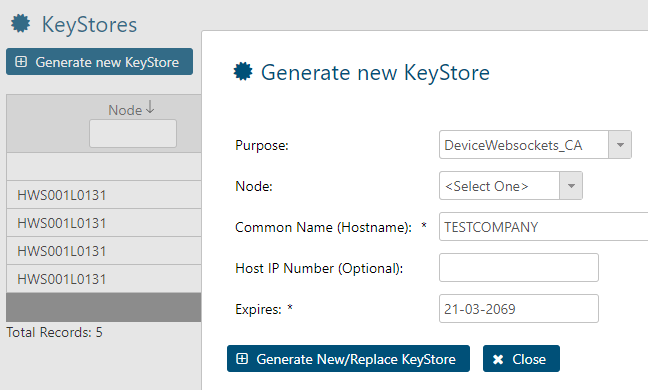 KeyStores
Generate new KeyStore
Node
HWS001L0131
HWS001L0131
HWS001L0131
HWS001L0131
Total Records: 5
Generate new KeyStore
Purpose: DeviceWebsockets_CA
Node: <Select One>
Common Name (Hostname): * TESTCOMPANY
Host IP Number (Optional):
Expires: * 21-03-2069
Generate New/Replace KeyStore Close